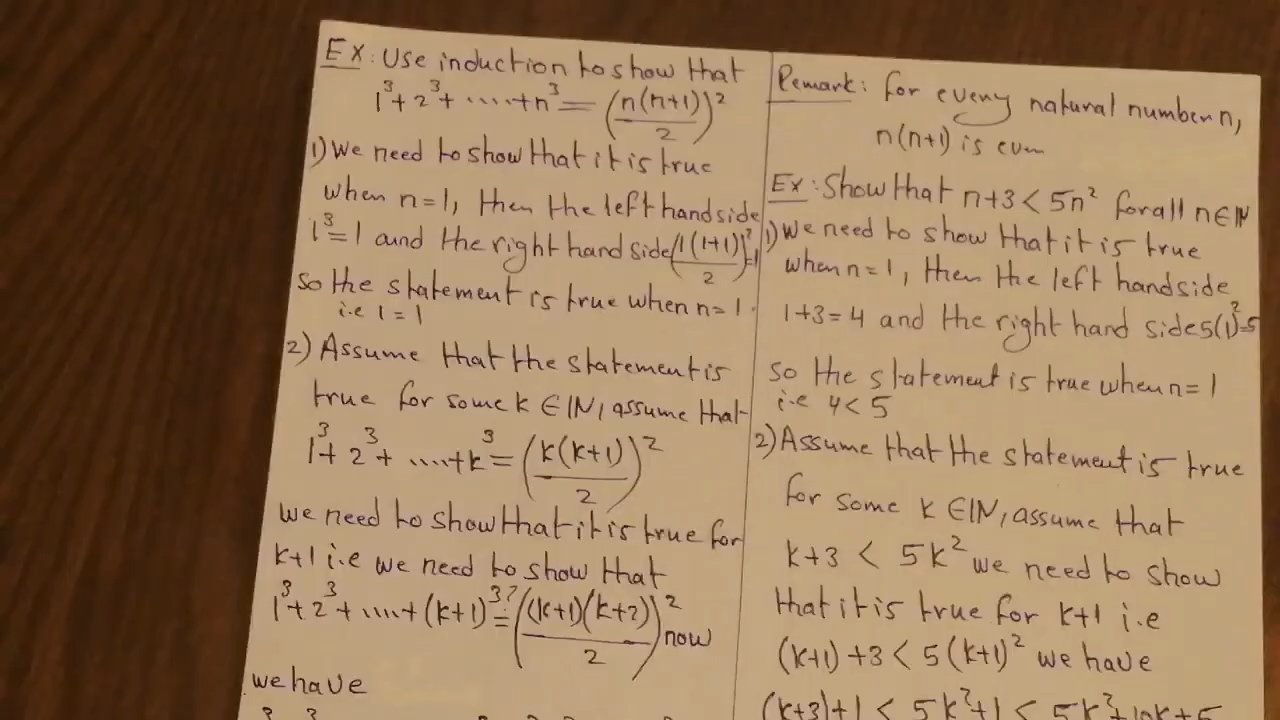 Ex: Use induction to show that
1³+2³+.....+n³ = (n(n+1)/2)²
1) We need to show that it is true
when n=1, then the left handside
1³=1 and the right hand side (1(1+1)/2)²=1
so the statement is true when n=1.
i.e 1=1
2) Assume that the statement is
true for some k∈ℕ, assume that
1³+2³+.....+k³ = (k(k+1)/2)²
we need to show that it is true for
k+1 i.e we need to show that
1³+2³+.....+(k+1)³ ?= ((k+1)(k+2)/2)² now
we have
Remark: for every natural number n,
n(n+1) is even
Ex: Show that n+3<5n² for all n∈ℕ
1) We need to show that it is true
when n=1, then the left handside
1+3=4 and the right hand side 5(1)²=5
so the statement is true when n=1
i.e 4<5
2) Assume that the statement is true
for some k∈ℕ, assume that
k+3 < 5k² we need to show
that it is true for k+1 i.e
(k+1)+3 < 5(k+1)² we have
(k+3)+1 < 5k²+1 < 5k²+10k+5